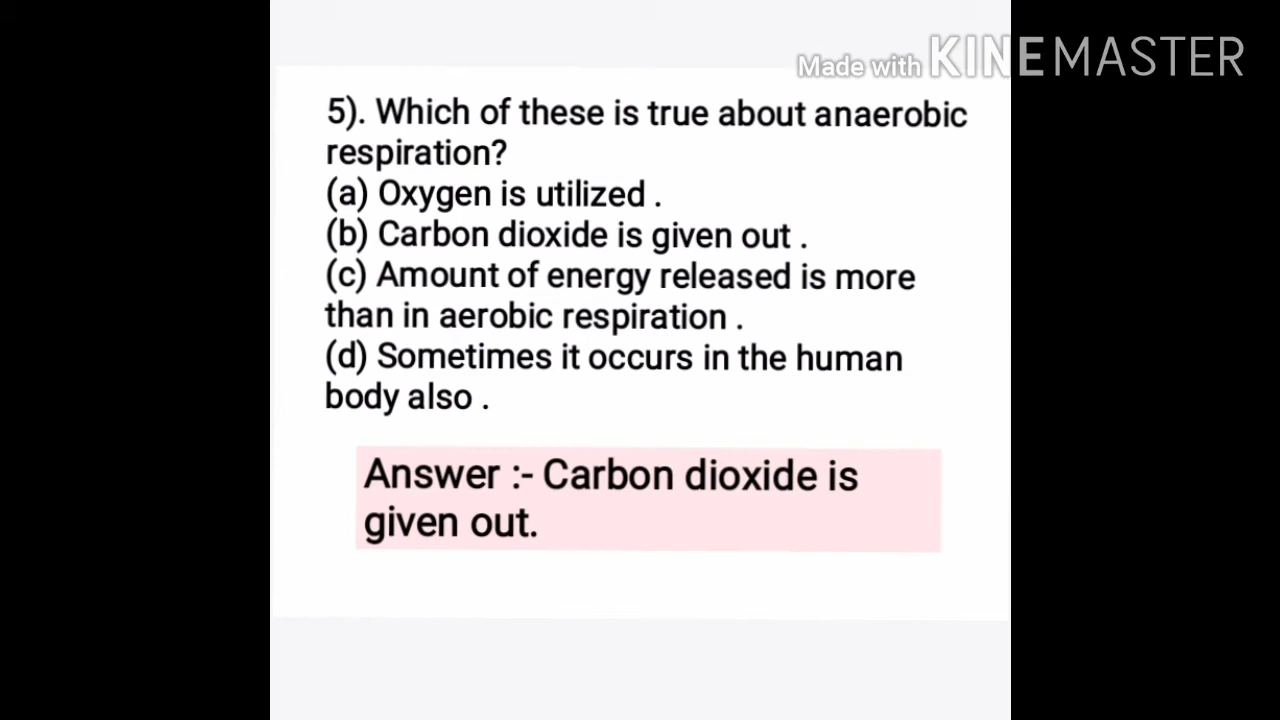 Made with KINEMASTER
5). Which of these is true about anaerobic
respiration?
(a) Oxygen is utilized .
(b) Carbon dioxide is given out .
(c) Amount of energy released is more
than in aerobic respiration .
(d) Sometimes it occurs in the human
body also .
Answer :- Carbon dioxide is
given out.